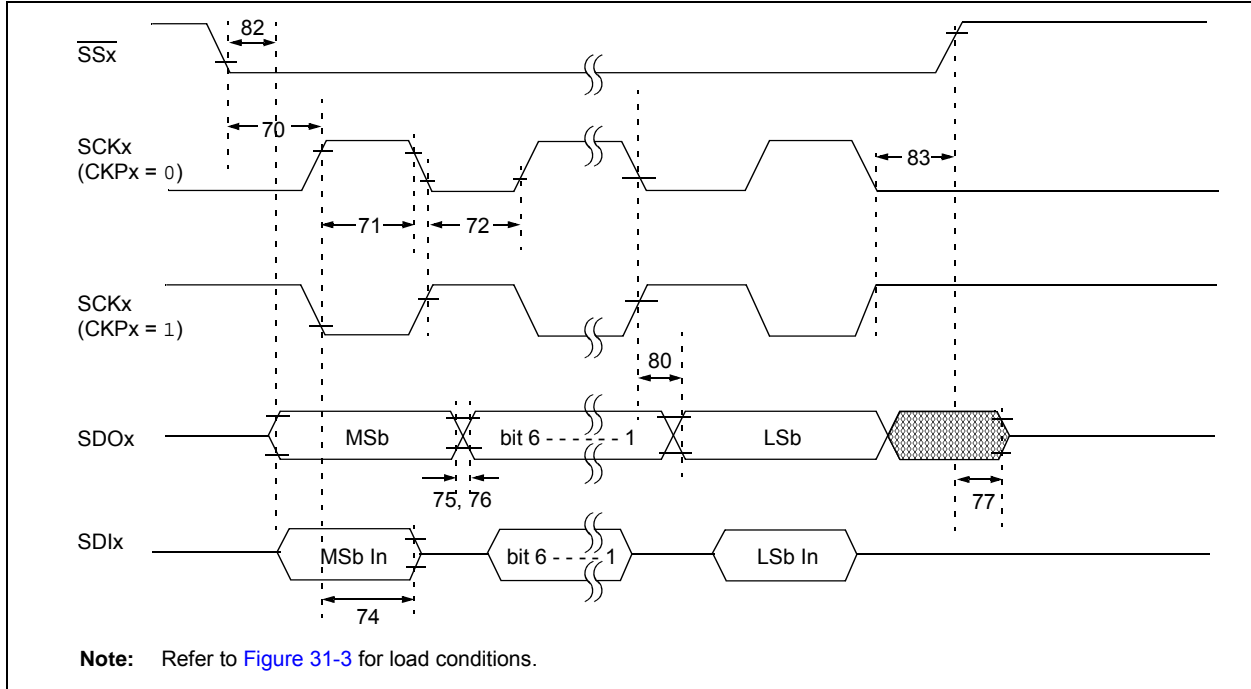 82
SSx
70
SCKx
(CKPx = 0)
83
71
72
SCKx
(CKPx = 1)
80
SDOx
MSb
bit 6 - - - - - - 1
LSb
75, 76
77
SDIx
MSb In
bit 6 - - - - - 1
LSb In
74
Note: Refer to Figure 31-3 for load conditions.